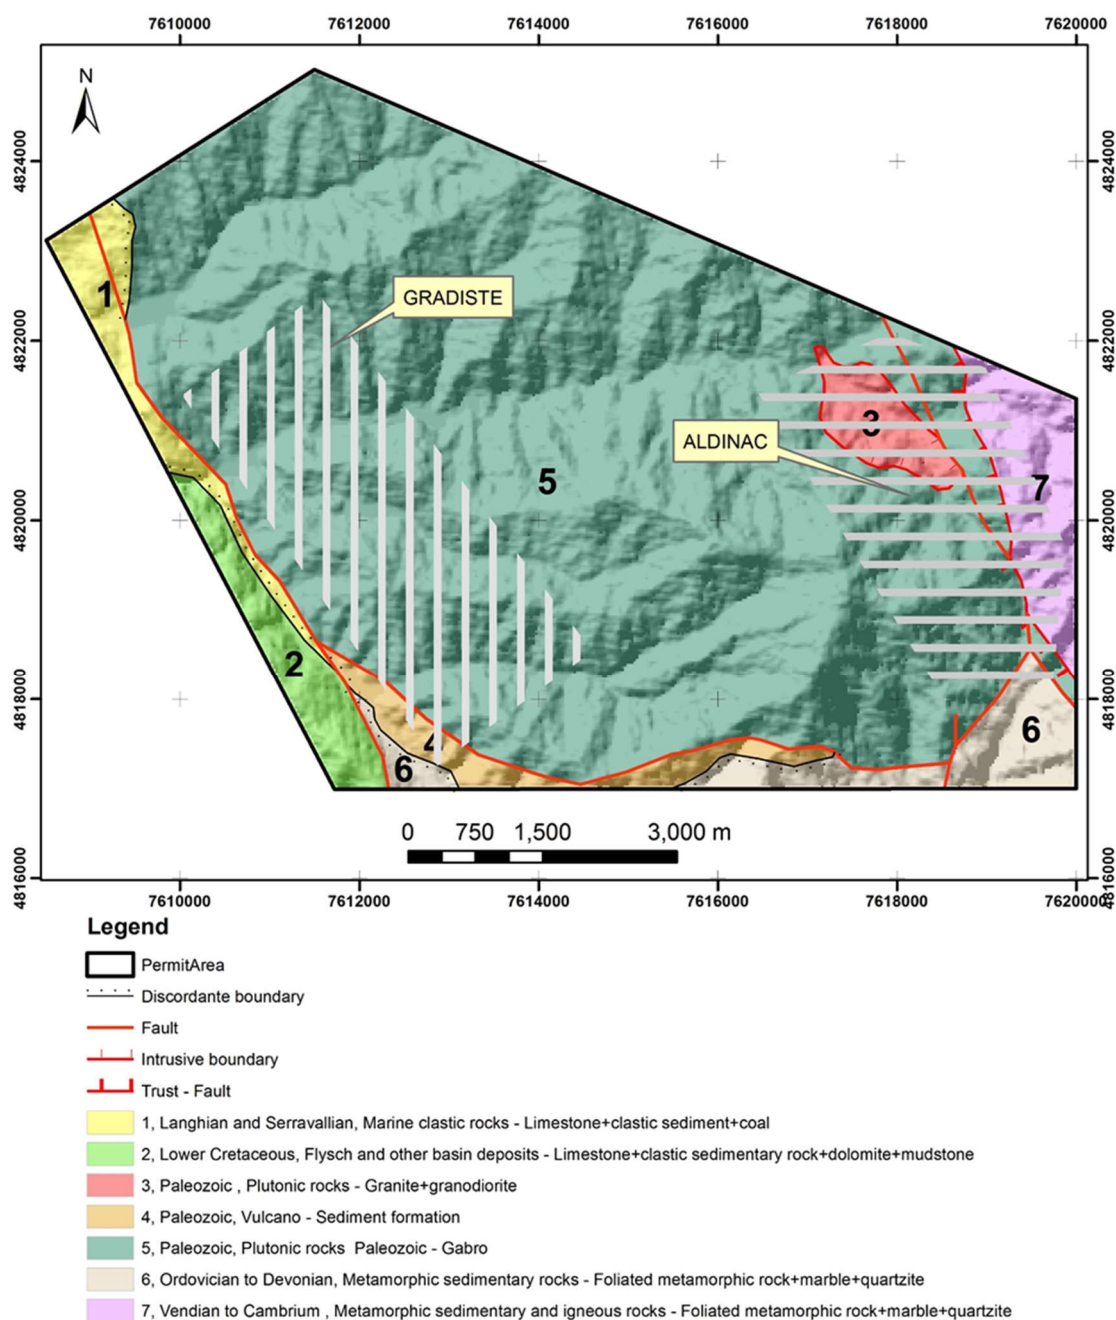 7610000 7612000 7614000 7616000 7618000 7620000
N
4824000 4824000
1
GRADISTE
4822000 4822000
3
ALDINAC
5
7
4820000 4820000
2
4818000 4818000
4
6
6
0 750 1,500 3,000 m
4816000 4816000
7610000 7612000 7614000 7616000 7618000 7620000
Legend
PermitArea
Discordante boundary
Fault
Intrusive boundary
Trust - Fault
1, Langhian and Serravallian, Marine clastic rocks - Limestone+clastic sediment+coal
2, Lower Cretaceous, Flysch and other basin deposits - Limestone+clastic sedimentary rock+dolomite+mudstone
3, Paleozoic , Plutonic rocks - Granite+granodiorite
4, Paleozoic, Vulcano - Sediment formation
5, Paleozoic, Plutonic rocks Paleozoic - Gabro
6, Ordovician to Devonian, Metamorphic sedimentary rocks - Foliated metamorphic rock+marble+quartzite
7, Vendian to Cambrium , Metamorphic sedimentary and igneous rocks - Foliated metamorphic rock+marble+quartzite